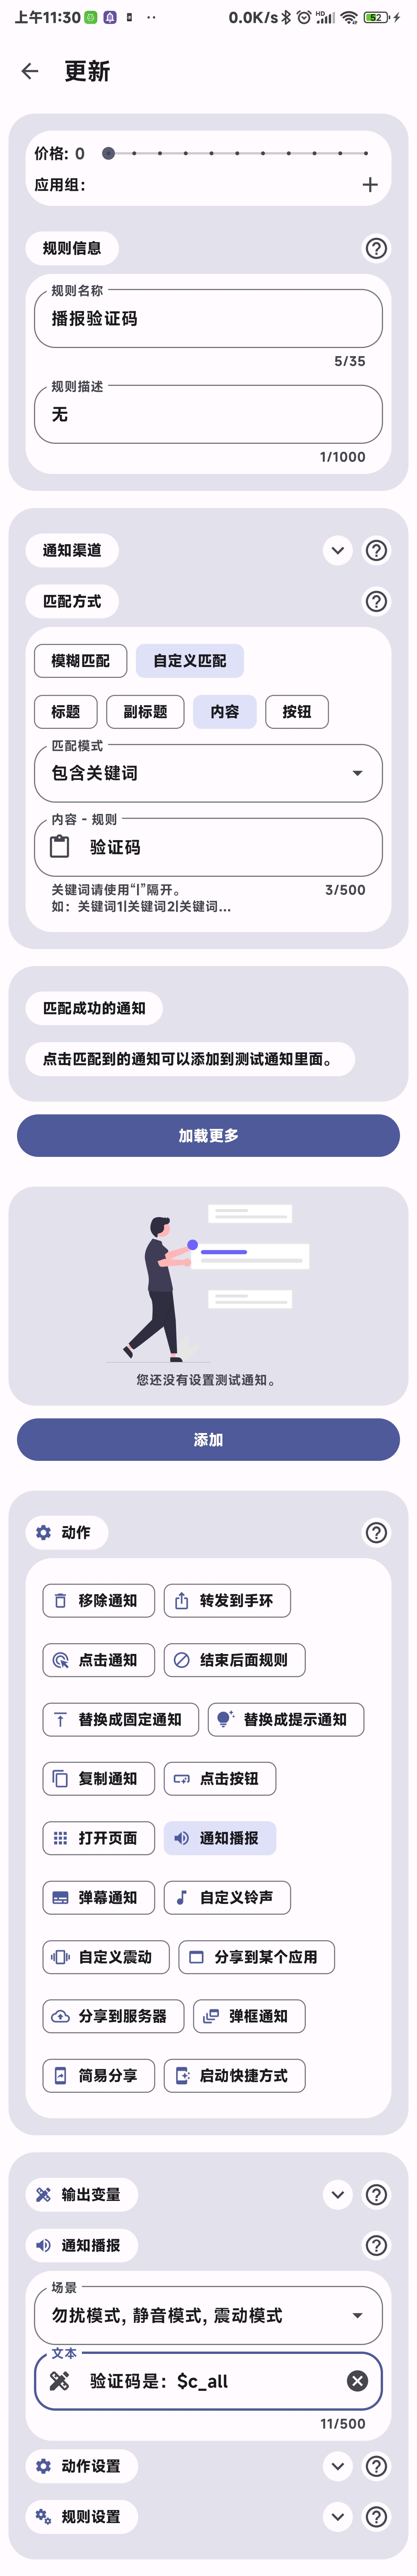 上午11:30
0.0K/s
HD
52
更新
价格: 0
应用组:
规则信息
规则名称
播报验证码
5/35
规则描述
无
1/1000
通知渠道
匹配方式
模糊匹配 自定义匹配
标题 副标题 内容 按钮
匹配模式
包含关键词
内容 - 规则
验证码
关键词请使用“|”隔开。 3/500
如: 关键词1|关键词2|关键词...
匹配成功的通知
点击匹配到的通知可以添加到测试通知里面。
加载更多
您还没有设置测试通知。
添加
动作
移除通知 转发到手环
点击通知 结束后面规则
替换成固定通知 替换成提示通知
复制通知 点击按钮
打开页面 通知播报
弹幕通知 自定义铃声
自定义震动 分享到某个应用
分享到服务器 弹框通知
简易分享 启动快捷方式
输出变量
通知播报
场景
勿扰模式, 静音模式, 震动模式
文本
验证码是: $c_all
11/500
动作设置
规则设置